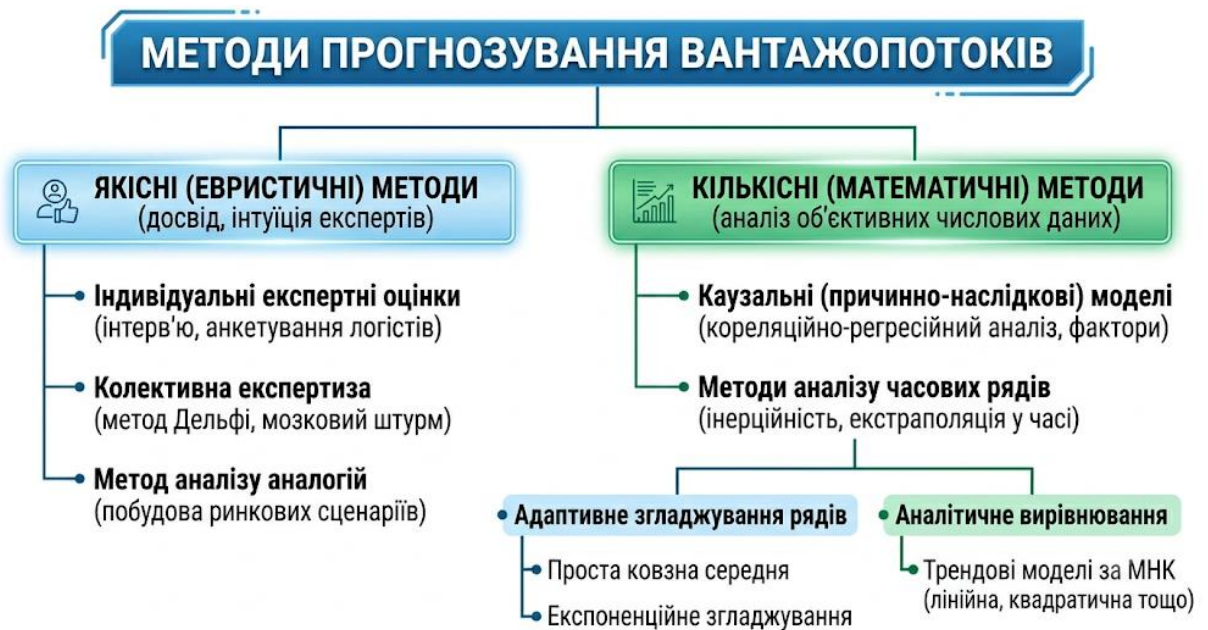 МЕТОДИ ПРОГНОЗУВАННЯ ВАНТАЖОПОТОКІВ
ЯКІСНІ (ЕВРИСТИЧНІ) МЕТОДИ
(досвід, інтуїція експертів)
Індивідуальні експертні оцінки
(інтерв'ю, анкетування логістів)
Колективна експертиза
(метод Дельфі, мозковий штурм)
Метод аналізу аналогій
(побудова ринкових сценаріїв)
КІЛЬКІСНІ (МАТЕМАТИЧНІ) МЕТОДИ
(аналіз об'єктивних числових даних)
Каузальні (причинно-наслідкові) моделі
(кореляційно-регресійний аналіз, фактори)
Методи аналізу часових рядів
(інерційність, екстраполяція у часі)
Адаптивне згладжування рядів
Проста ковзна середня
Експоненційне згладжування
Аналітичне вирівнювання
Трендові моделі за МНК
(лінійна, квадратична тощо)